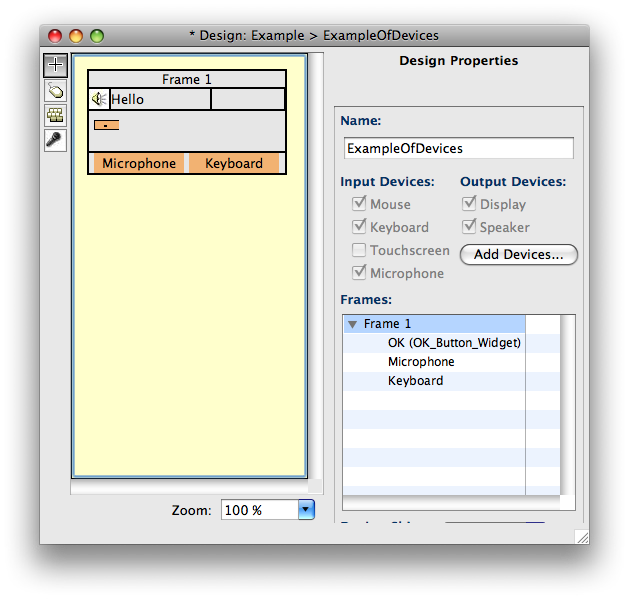 * Design: Example > ExampleOfDevices
Frame 1
Hello
Microphone Keyboard
Zoom: 100 %
Design Properties
Name:
ExampleOfDevices
Input Devices: Output Devices:
Mouse Display
Keyboard Speaker
Touchscreen Add Devices...
Microphone
Frames:
Frame 1
OK (OK_Button_Widget)
Microphone
Keyboard